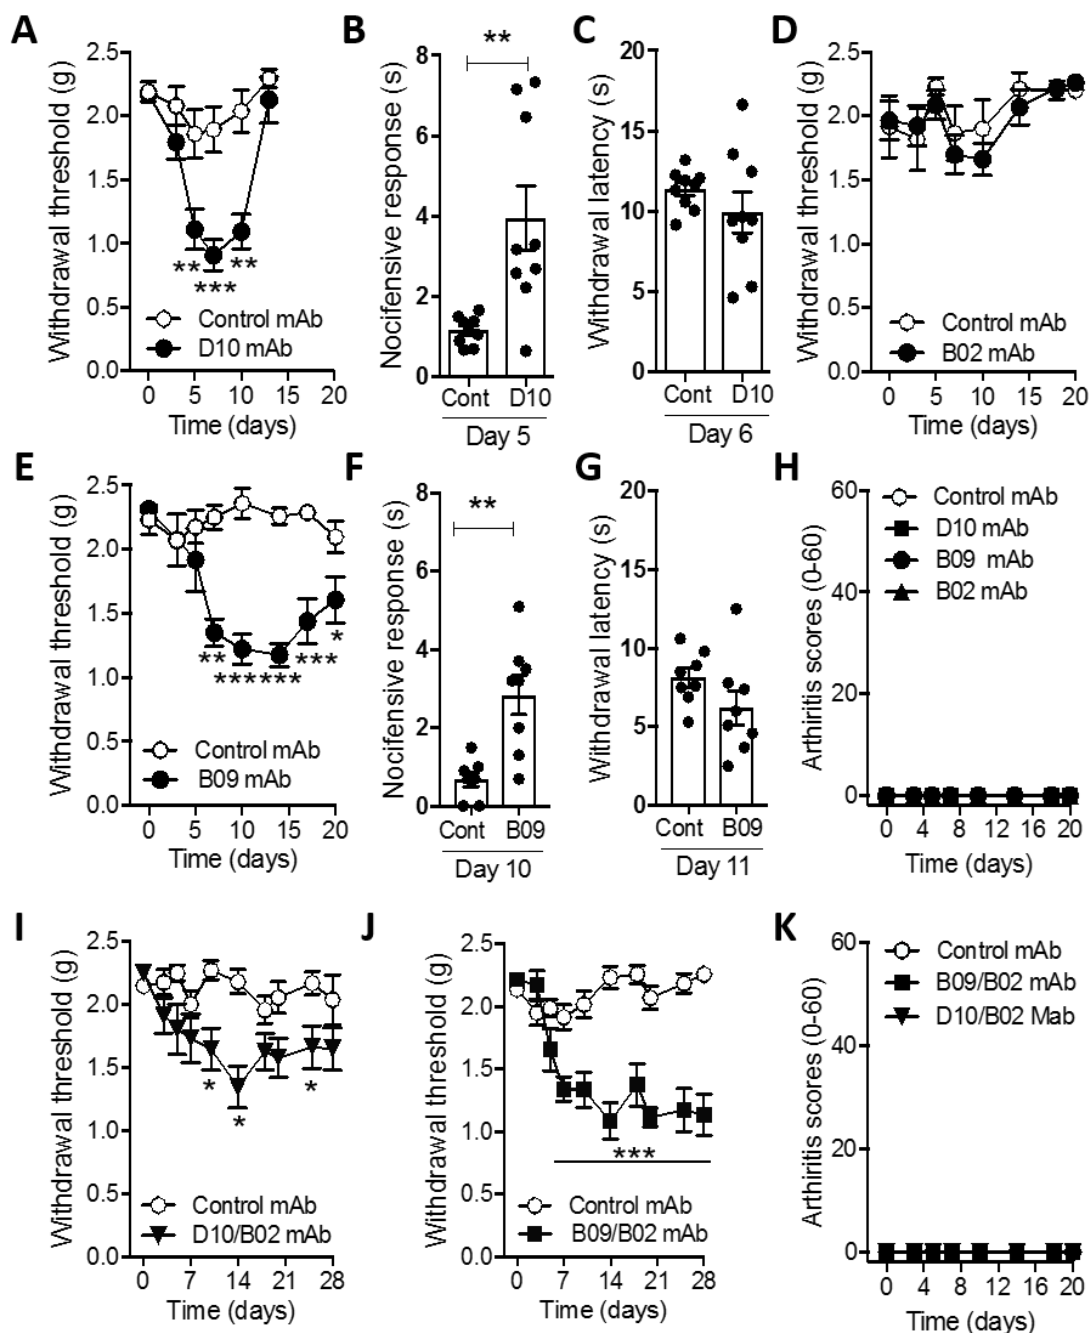 A
Withdrawal threshold (g)
2.5
2.0
1.5
1.0
0.5
0.0
** ** ***
Control mAb
D10 mAb
0 5 10 15 20
Time (days)
B
Nocifensive response (s)
8
6
4
2
0
**
Cont D10
Day 5
C
Withdrawal latency (s)
20
15
10
5
0
Cont D10
Day 6
D
Withdrawal threshold (g)
2.5
2.0
1.5
1.0
0.5
0.0
Control mAb
B02 mAb
0 5 10 15 20
Time (days)
E
Withdrawal threshold (g)
2.5
2.0
1.5
1.0
0.5
0.0
** *** *** *** *
Control mAb
B09 mAb
0 5 10 15 20
Time (days)
F
Nocifensive response (s)
8
6
4
2
0
**
Cont B09
Day 10
G
Withdrawal latency (s)
20
15
10
5
0
Cont B09
Day 11
H
Arthiritis scores (0-60)
60
40
20
0
Control mAb
D10 mAb
B09 mAb
B02 mAb
0 4 8 12 16 20
Time (days)
I
Withdrawal threshold (g)
2.5
2.0
1.5
1.0
0.5
0.0
* * *
Control mAb
D10/B02 mAb
0 7 14 21 28
Time (days)
J
Withdrawal threshold (g)
2.5
2.0
1.5
1.0
0.5
0.0
***
Control mAb
B09/B02 mAb
0 7 14 21 28
Time (days)
K
Arthiritis scores (0-60)
60
40
20
0
Control mAb
B09/B02 mAb
D10/B02 Mab
0 4 8 12 16 20
Time (days)